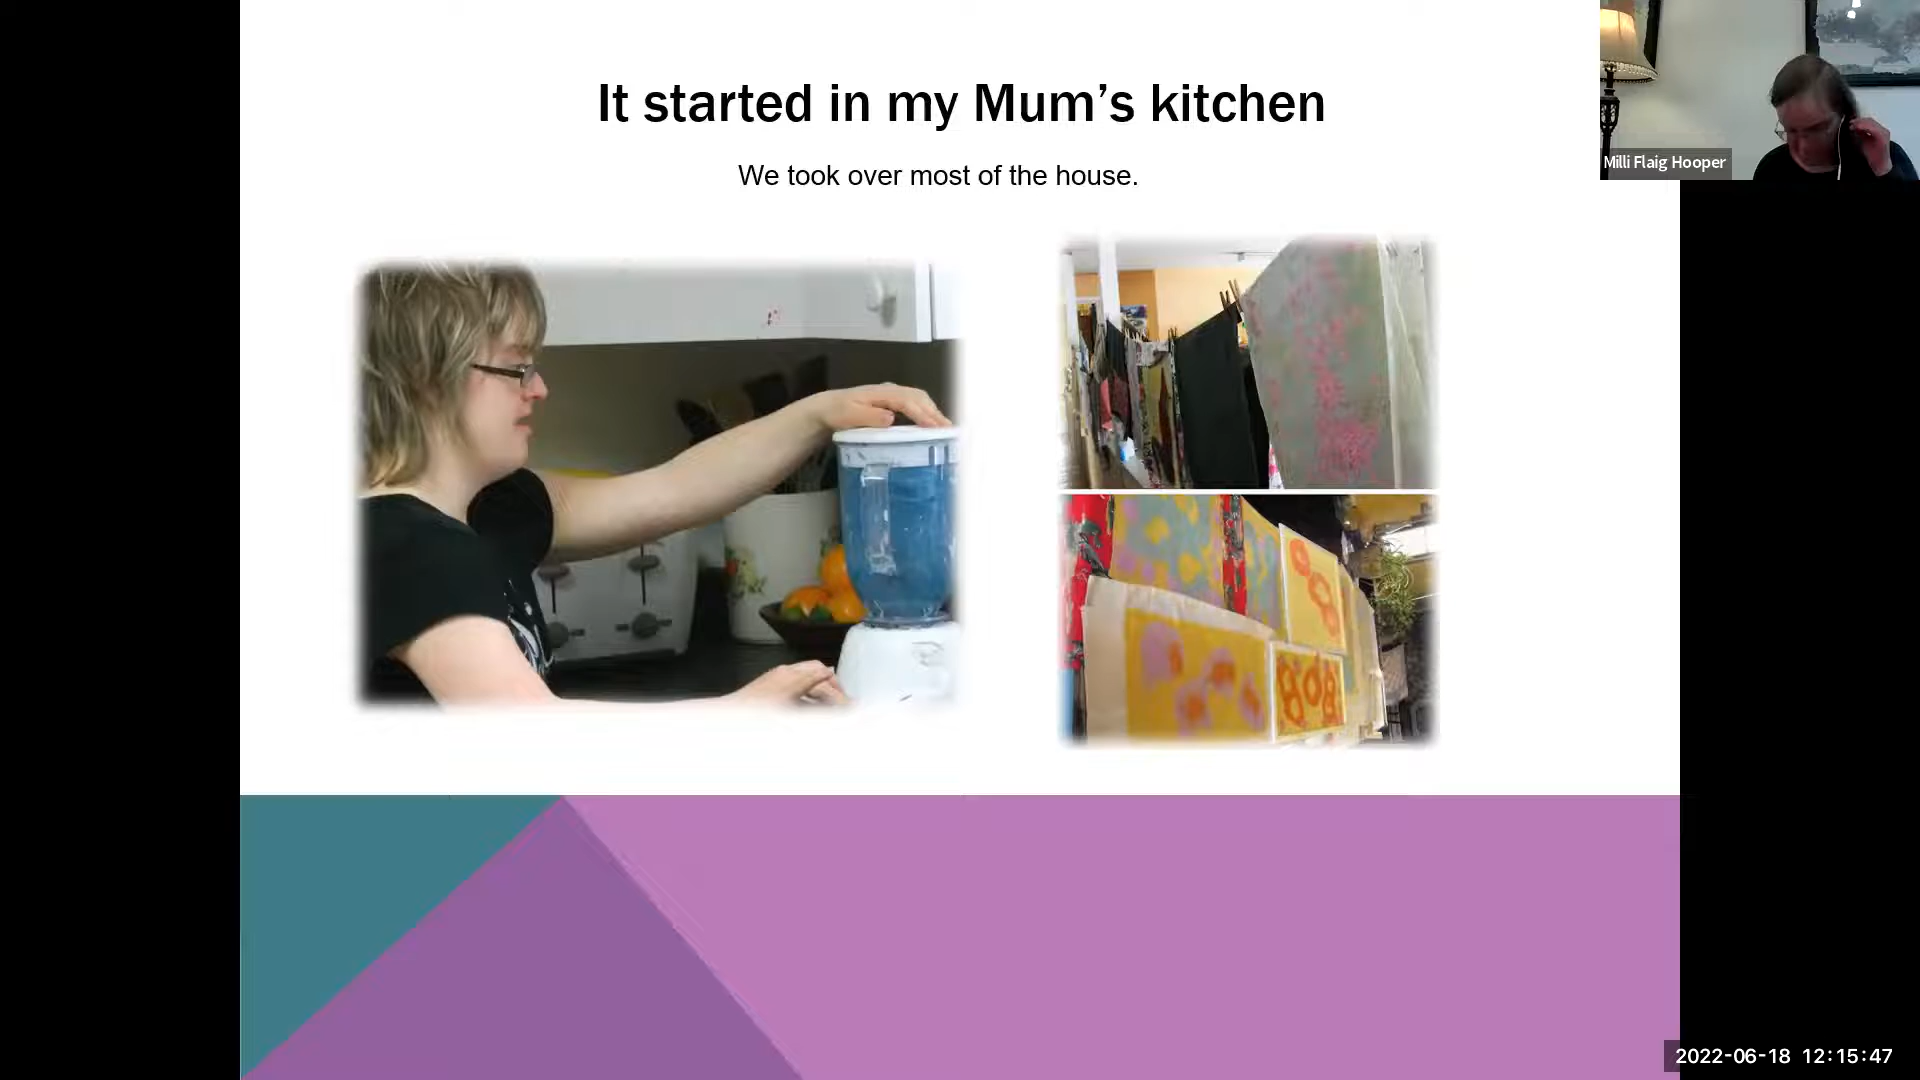 It started in my Mum’s kitchen
We took over most of the house.
Milli Flaig Hooper
2022-06-18 12:15:47